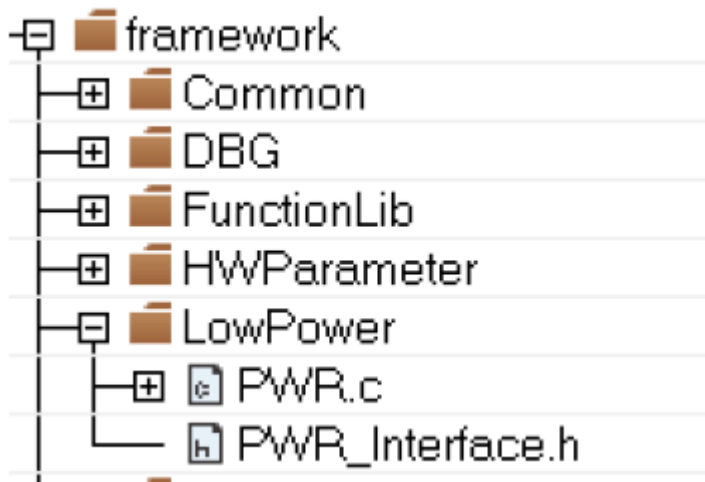 framework
Common
DBG
FunctionLib
HWParameter
LowPower
c PWR.c
h PWR_Interface.h